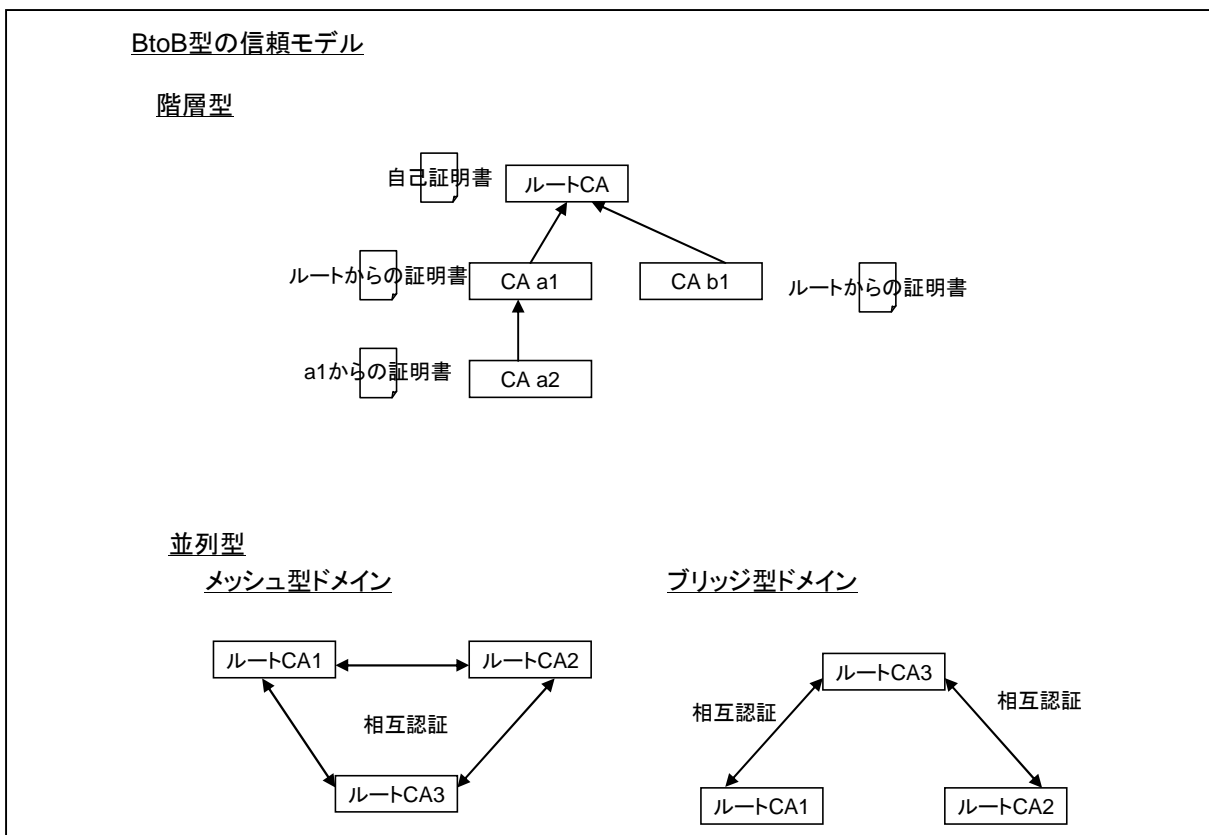 BtoB型の信頼モデル
階層型
自己証明書
ルートCA
ルートからの証明書
CA a1
CA b1
ルートからの証明書
a1からの証明書
CA a2
並列型
メッシュ型ドメイン
ブリッジ型ドメイン
ルートCA1
ルートCA2
相互認証
ルートCA3
ルートCA3
相互認証
相互認証
ルートCA1
ルートCA2